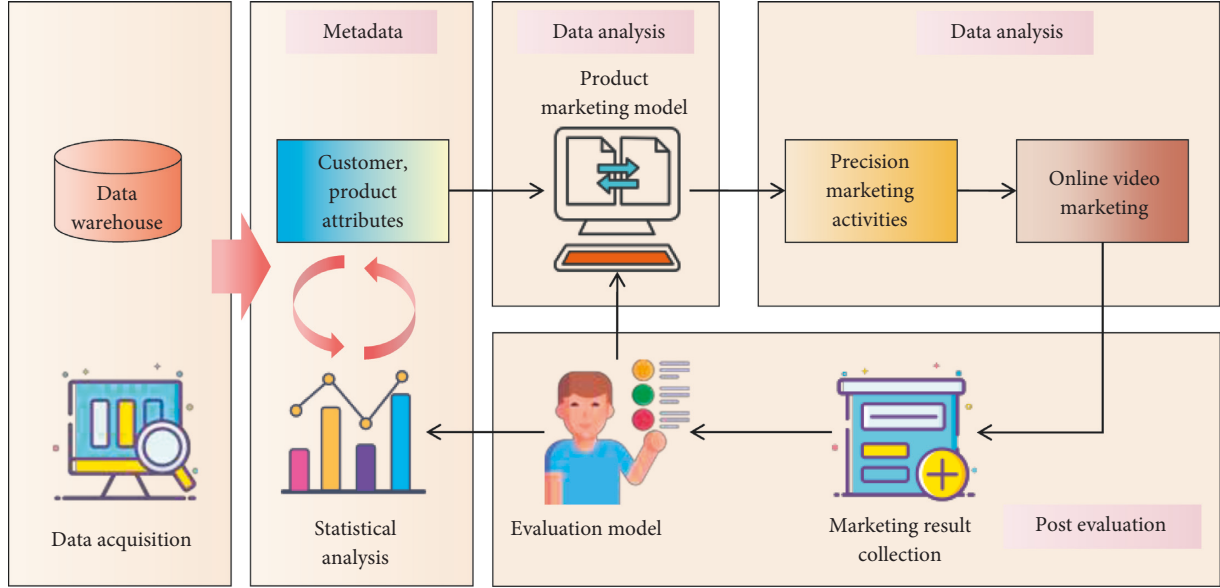 Data
warehouse
Data acquisition
Metadata
Customer,
product
attributes
Statistical
analysis
Data analysis
Product
marketing model
Data analysis
Precision
marketing
activities
Online video
marketing
Evaluation model
Marketing result
collection
Post evaluation